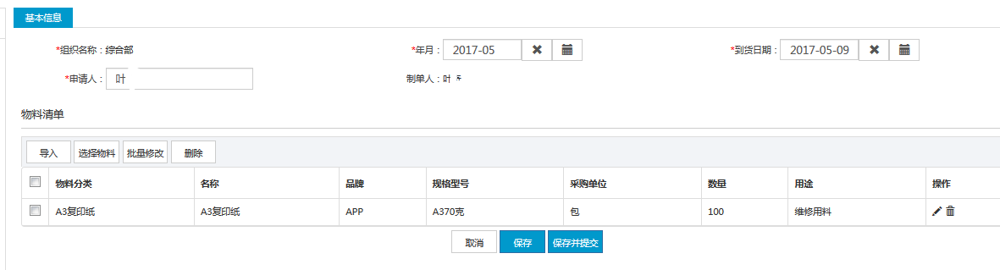 基本信息
*组织名称：综合部 *年月： 2017-05 *到货日期： 2017-05-09
*申请人： 叶 制单人：叶
物料清单
导入 选择物料 批量修改 删除
物料分类 名称 品牌 规格型号 采购单位 数量 用途 操作
A3复印纸 A3复印纸 APP A370克 包 100 维修用料
取消 保存 保存并提交